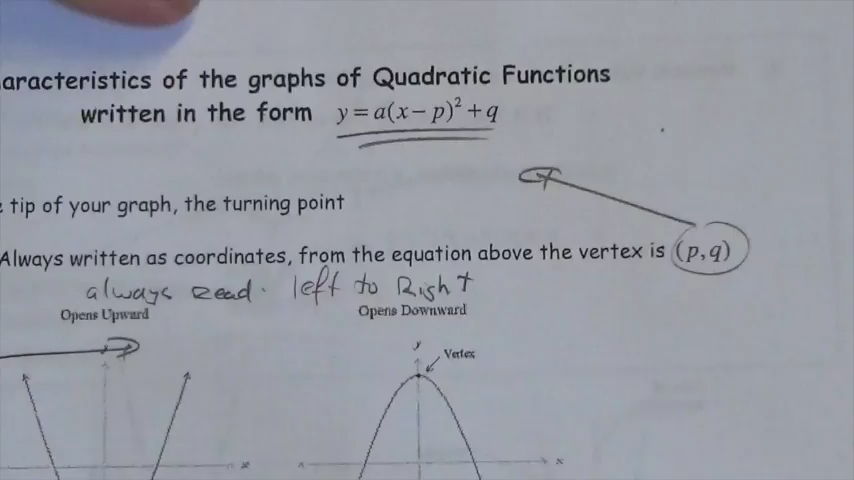 aracteristics of the graphs of Quadratic Functions
written in the form y = a(x − p)² + q
tip of your graph, the turning point
Always written as coordinates, from the equation above the vertex is (p,q)
always read. left to Right
Opens Upward Opens Downward
y
Vertex
x x x